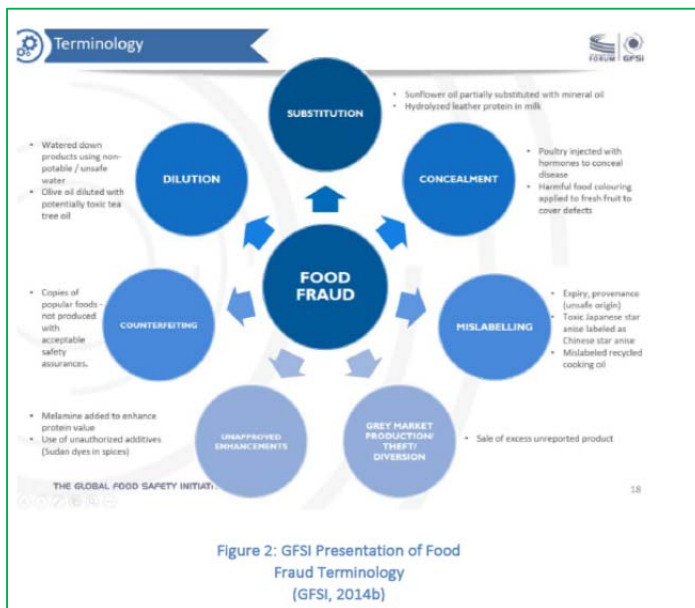 Terminology
FORUM GFSI
SUBSTITUTION
• Sunflower oil partially substituted with mineral oil
• Hydrolyzed leather protein in milk
• Watered down
products using non-
potable / unsafe
water
• Olive oil diluted with
potentially toxic tea
tree oil
DILUTION
CONCEALMENT
• Poultry injected with
hormones to conceal
disease
• Harmful food colouring
applied to fresh fruit to
cover defects
FOOD
FRAUD
• Copies of
popular foods -
not produced
with
acceptable
safety
assurances.
COUNTERFEITING
MISLABELLING
• Expiry, provenance
(unsafe origin)
• Toxic Japanese star
anise labeled as
Chinese star anise
• Mislabeled recycled
cooking oil
• Melamine added to enhance
protein value
• Use of unauthorized additives
(Sudan dyes in spices)
UNAPPROVED
ENHANCEMENTS
GREY MARKET
PRODUCTION/
THEFT/
DIVERSION
• Sale of excess unreported product
THE GLOBAL FOOD SAFETY INITIATI
18
Figure 2: GFSI Presentation of Food
Fraud Terminology
(GFSI, 2014b)